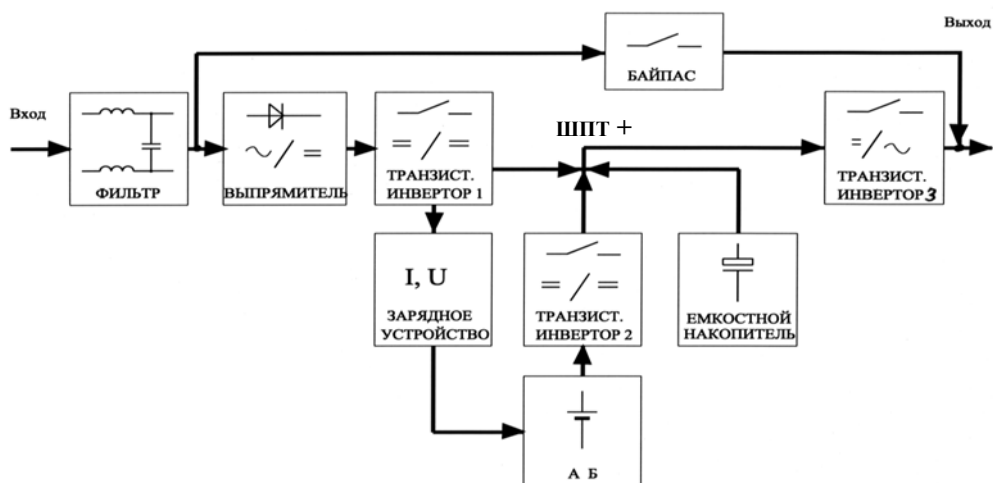 Выход
БАЙПАС
Вход
ШПТ +
ФИЛЬТР
ВЫПРЯМИТЕЛЬ
ТРАНЗИСТ.
ИНВЕРТОР 1
ТРАНЗИСТ.
ИНВЕРТОР 3
I, U
ЗАРЯДНОЕ
УСТРОЙСТВО
ТРАНЗИСТ.
ИНВЕРТОР 2
ЕМКОСТНОЙ
НАКОПИТЕЛЬ
А Б